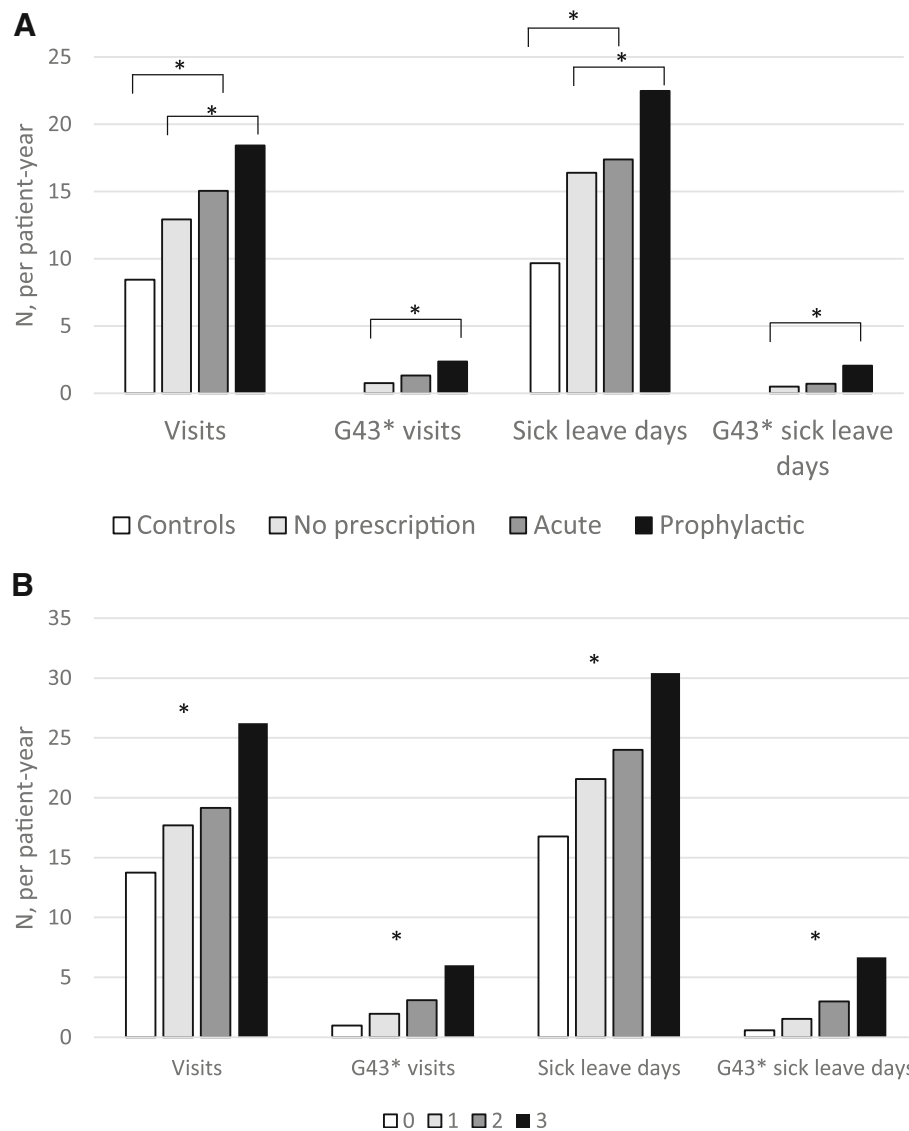 A
*
25
*
*
20
*
15
10
*
*
5
0
N, per patient-year
Visits
G43* visits
Sick leave days
G43* sick leave
days
Controls
No prescription
Acute
Prophylactic
B
35
30
*
25
*
20
15
10
*
*
5
0
N, per patient-year
Visits
G43* visits
Sick leave days
G43* sick leave days
0
1
2
3